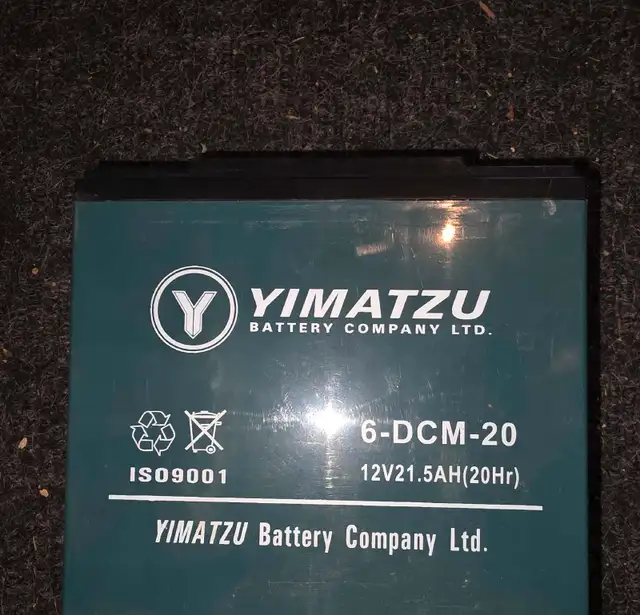 Y YIMATZU
BATTERY COMPANY LTD.
6-DCM-20
ISO9001 12V21.5AH(20Hr)
YIMATZU Battery Company Ltd.